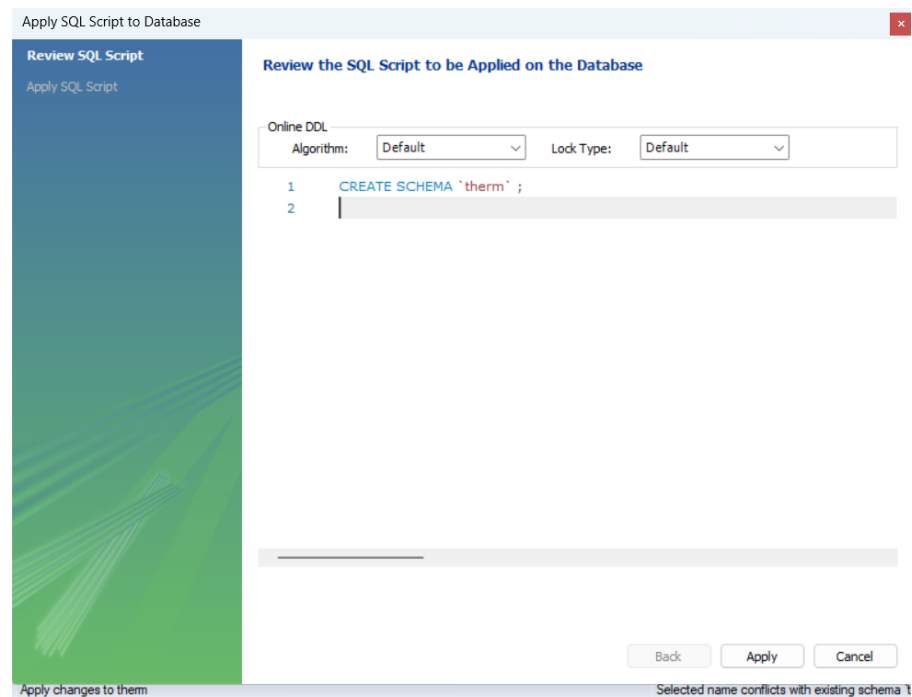 Apply SQL Script to Database
Review SQL Script
Apply SQL Script
Review the SQL Script to be Applied on the Database
Online DDL
Algorithm: Default Lock Type: Default
1 CREATE SCHEMA `therm` ;
2
Back Apply Cancel
Apply changes to therm Selected name conflicts with existing schema